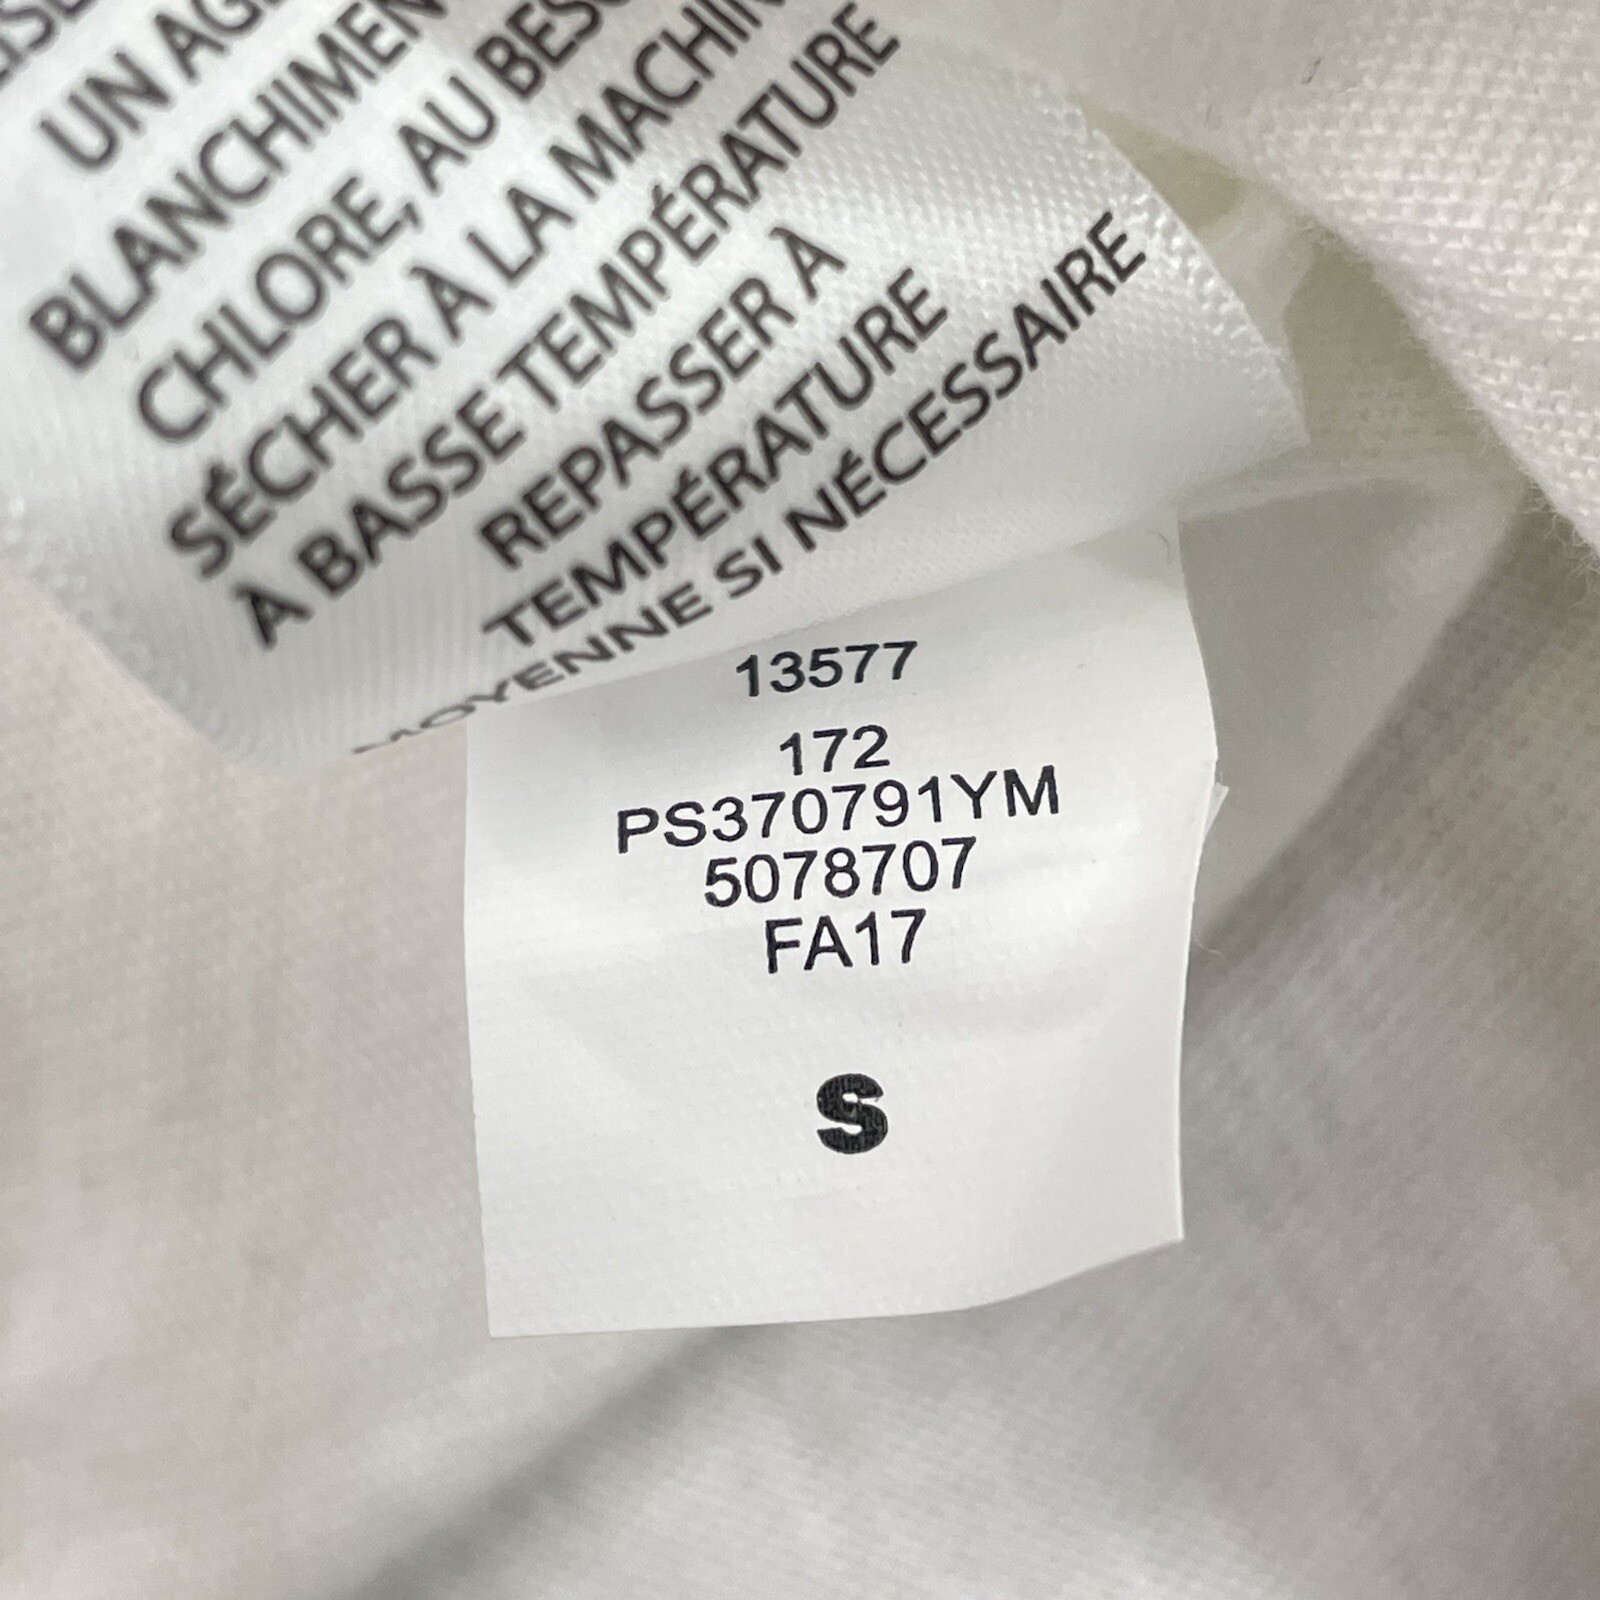 UN AG
BLANCHIMEN
CHLORE, AU BES
SÉCHER À LA MACHIN
À BASSE TEMPÉRATURE
REPASSER À
TEMPÉRATURE
MOYENNE SI NÉCESSAIRE
13577
172
PS370791YM
5078707
FA17
S